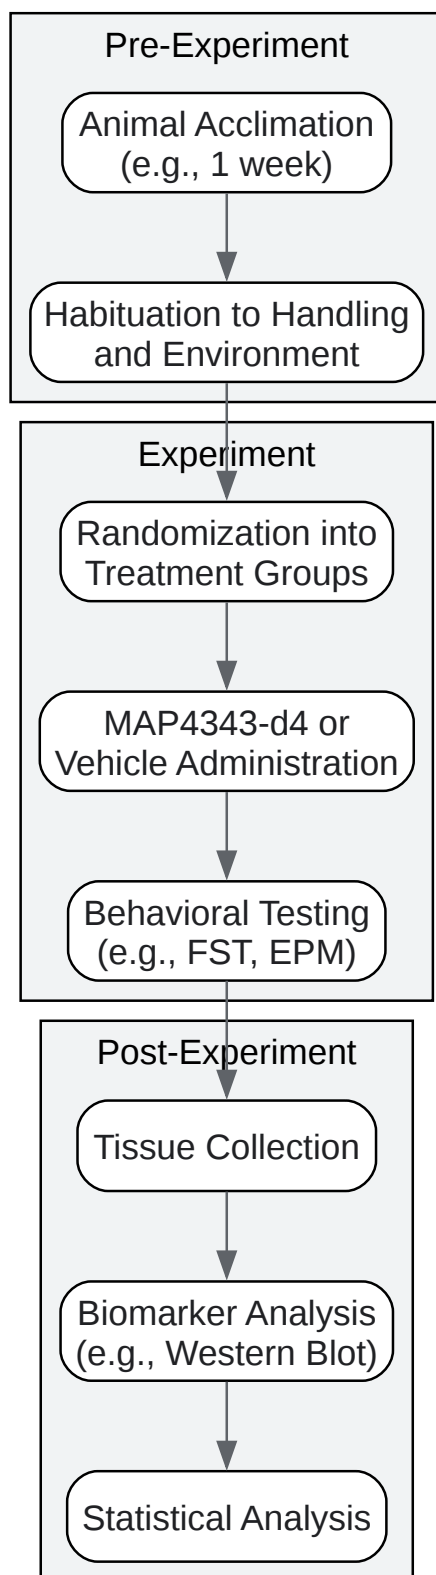 Pre-Experiment
Animal Acclimation
(e.g., 1 week)
Habituation to Handling
and Environment
Experiment
Randomization into
Treatment Groups
MAP4343-d4 or
Vehicle Administration
Behavioral Testing
(e.g., FST, EPM)
Post-Experiment
Tissue Collection
Biomarker Analysis
(e.g., Western Blot)
Statistical Analysis